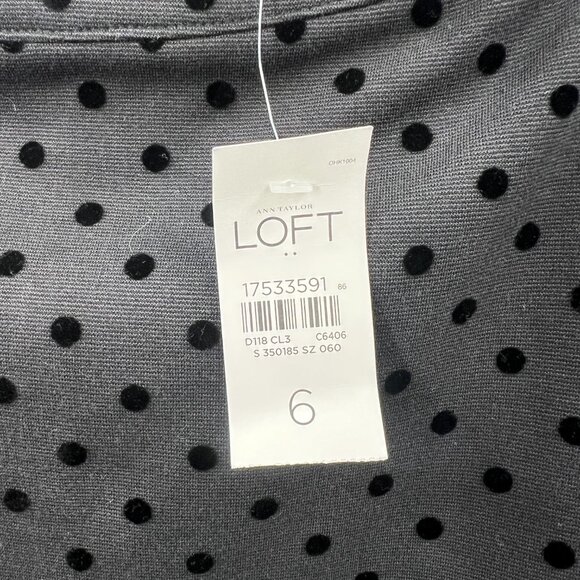 OHK1004
ANN TAYLOR
LOFT
17533591 86
D118 CL3 C6406
S 350185 SZ 060
6